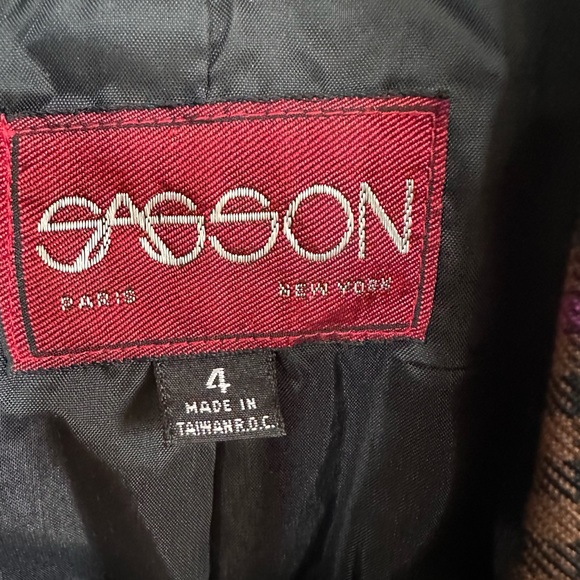 SASSON
PARIS NEW YORK
4
MADE IN
TAIWAN R.O.C.